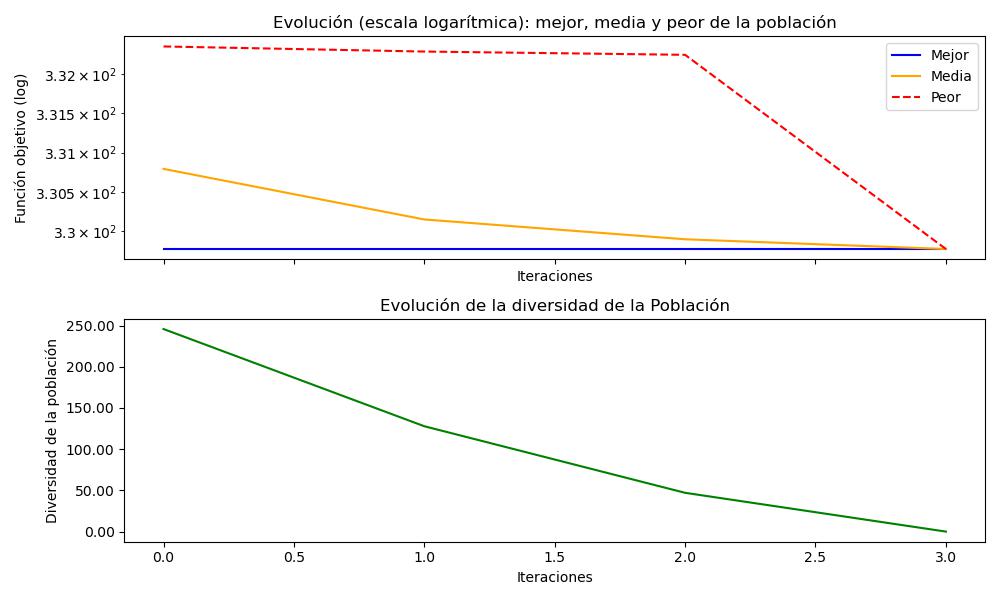 Evolución (escala logarítmica): mejor, media y peor de la población
Función objetivo (log)
3.32 × 10²
3.315 × 10²
3.31 × 10²
3.305 × 10²
3.3 × 10²
Mejor
Media
Peor
Iteraciones
Evolución de la diversidad de la Población
Diversidad de la población
250.00
200.00
150.00
100.00
50.00
0.00
0.0 0.5 1.0 1.5 2.0 2.5 3.0
Iteraciones